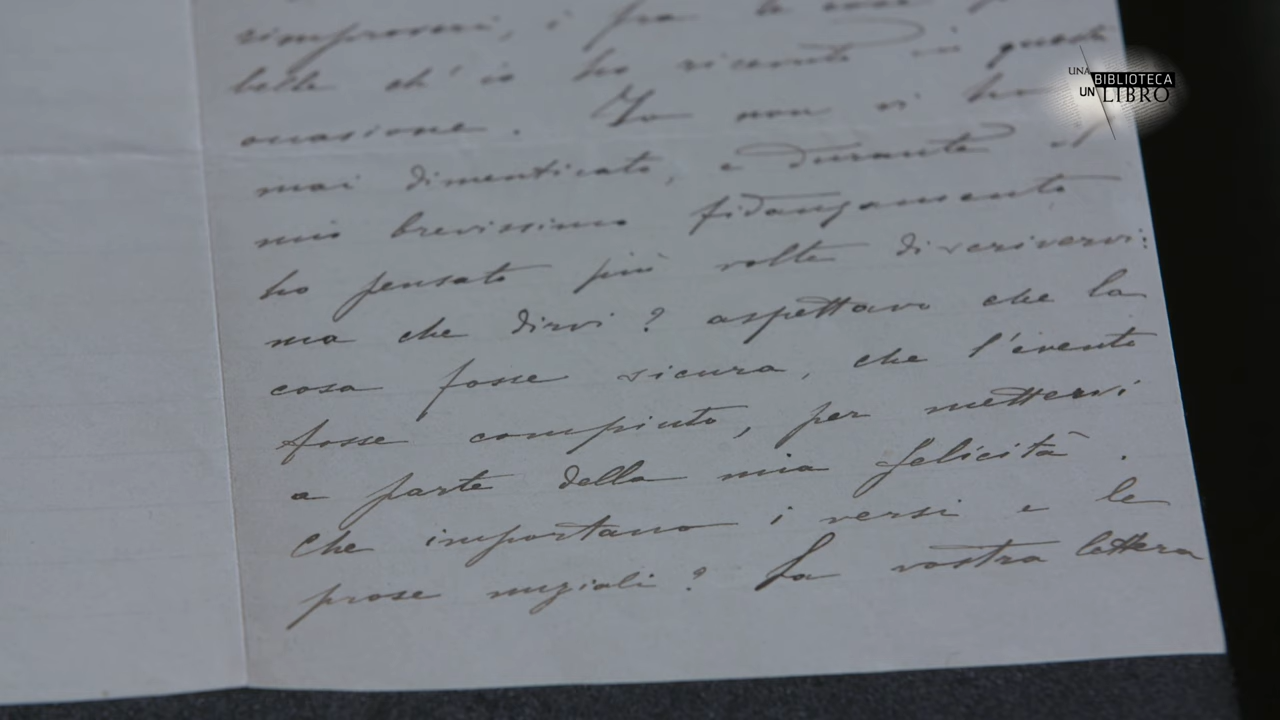 rimproveri, è fra le cose più
belle ch'io ho ricevuto in questa
occasione. Io non vi ho
mai dimenticato, e durante il
mio brevissimo fidanzamento
ho pensato più volte di scrivervi:
ma che dirvi? aspettavo che la
cosa fosse sicura, che l'evento
fosse compiuto, per mettervi
a parte della mia felicità.
Che importano i versi e le
prose nuziali? La vostra lettera
UNA
BIBLIOTECA
UN LIBRO